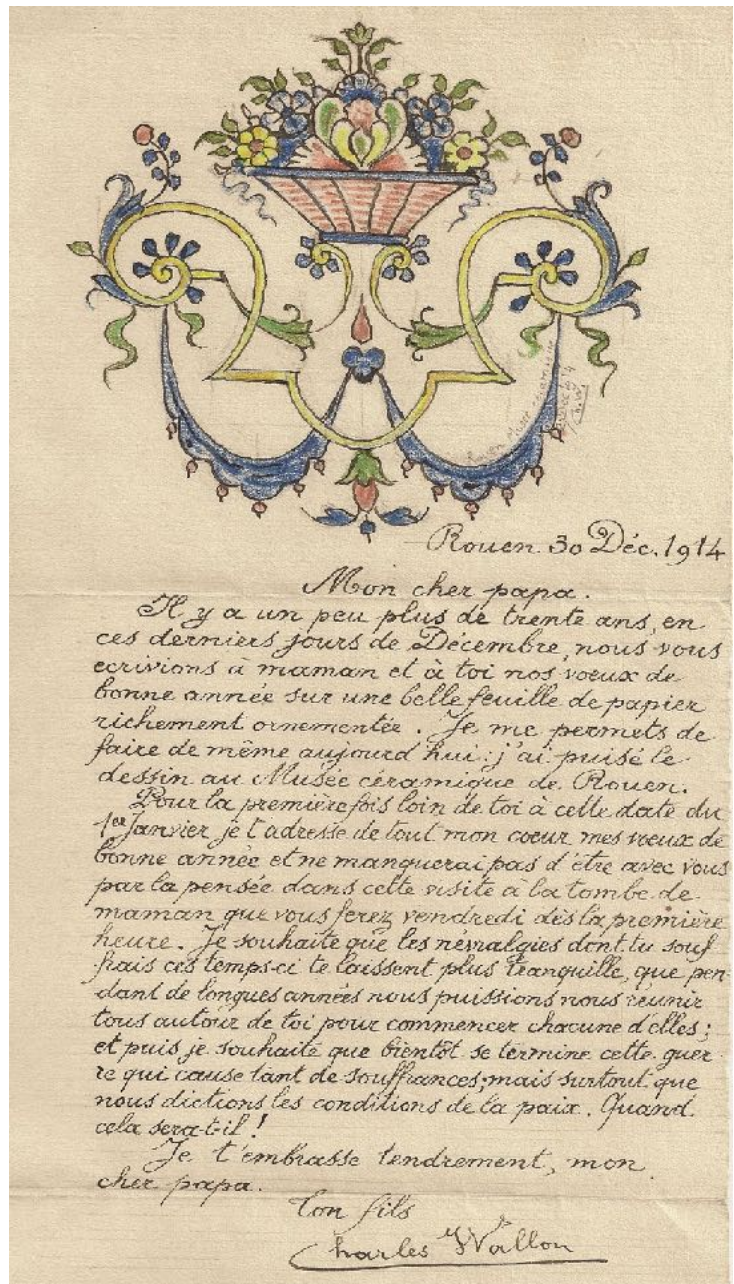 Rouen 30 Déc. 1914
Mon cher papa.
Il y a un peu plus de trente ans, en
ces derniers jours de Décembre, nous vous
ecrivions à maman et à toi nos vœux de
bonne année sur une belle feuille de papier
richement ornementée. Je me permets de
faire de même aujourd'hui : j'ai puisé le
dessin au Musée céramique de Rouen.
Pour la première fois loin de toi à cette date du
1er Janvier, je t'adresse de tout mon cœur mes vœux de
bonne année et ne manquerai pas d'être avec vous
par la pensée dans cette visite à la tombe de
maman que vous ferez vendredi dès la première
heure. Je souhaite que les névralgies dont tu souf
frais ces temps-ci te laissent plus tranquille, que pen-
dant de longues années nous puissions nous réunir
tous autour de toi pour commencer chacune d'elles ;
et puis je souhaite que bientôt se termine cette guer
re qui cause tant de souffrances ; mais surtout que
nous dictions les conditions de la paix. Quand
cela sera-t-il !
Je t'embrasse tendrement, mon
cher papa.
Ton fils
Charles Wallon